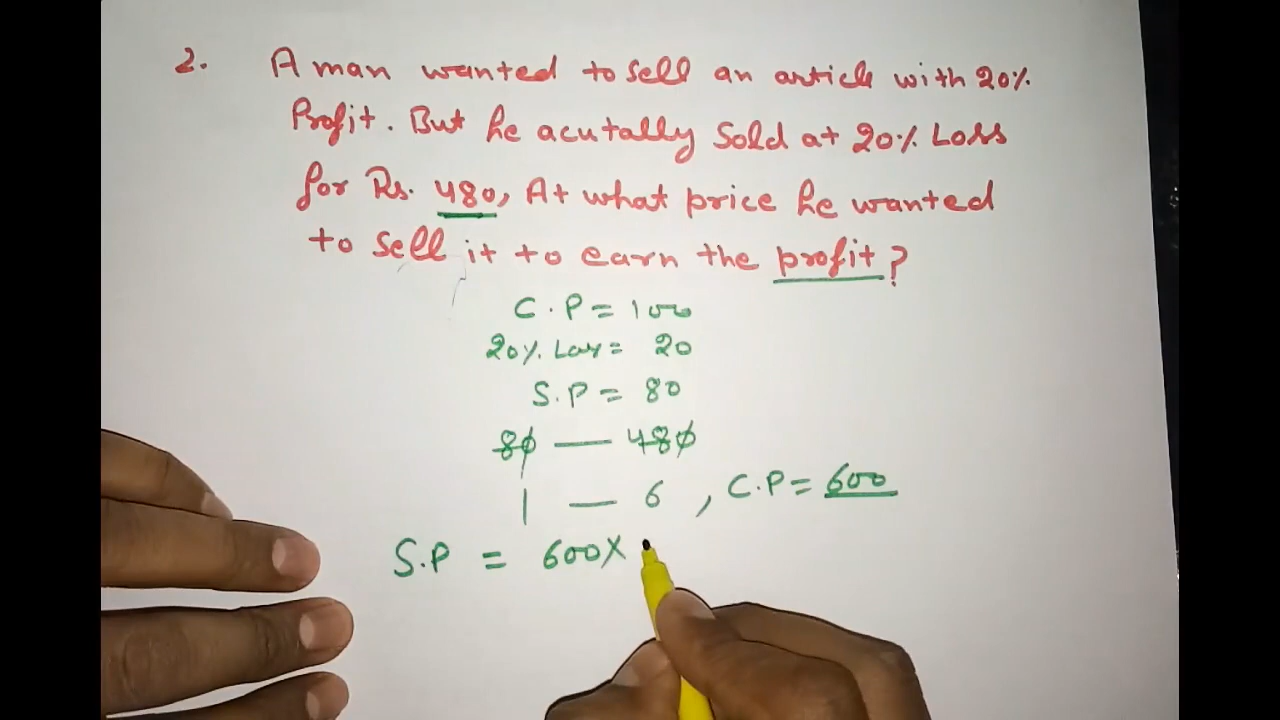 2. A man wanted to sell an article with 20%
Profit. But he acutally Sold at 20% Loss
for Rs. 480, At what price he wanted
to sell it to earn the profit?
C.P = 100
20% Loss = 20
S.P = 80
80 — 480
1 — 6 , C.P = 600
S.P = 600X